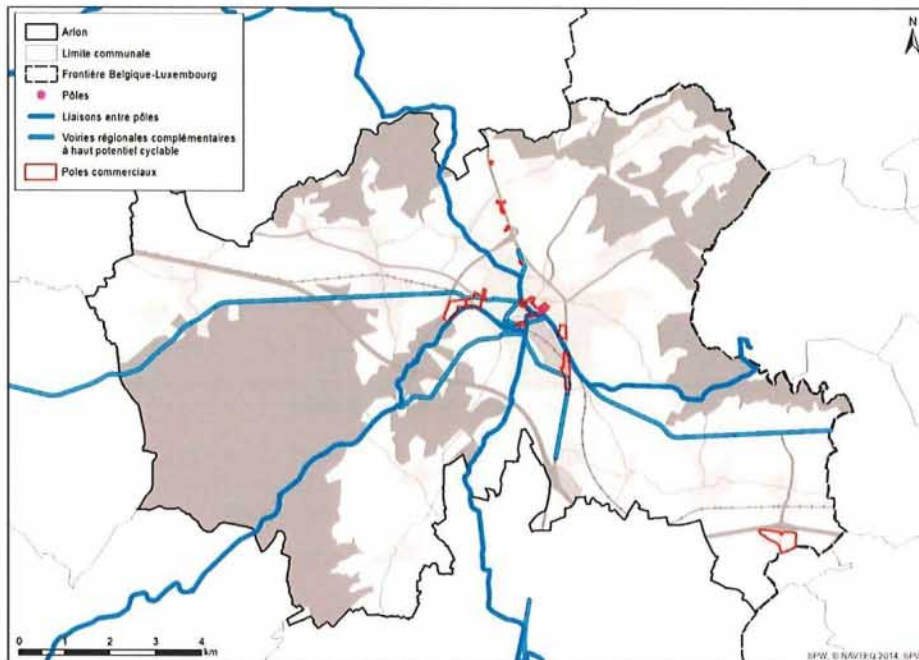 Arlon
Limite communale
Frontière Belgique-Luxembourg
Pôles
Liaisons entre pôles
Voiries régionales complémentaires
à haut potentiel cyclable
Poles commerciaux
N
0 1 2 3 4
km
SPW, © NAVTEQ 2014, SPW